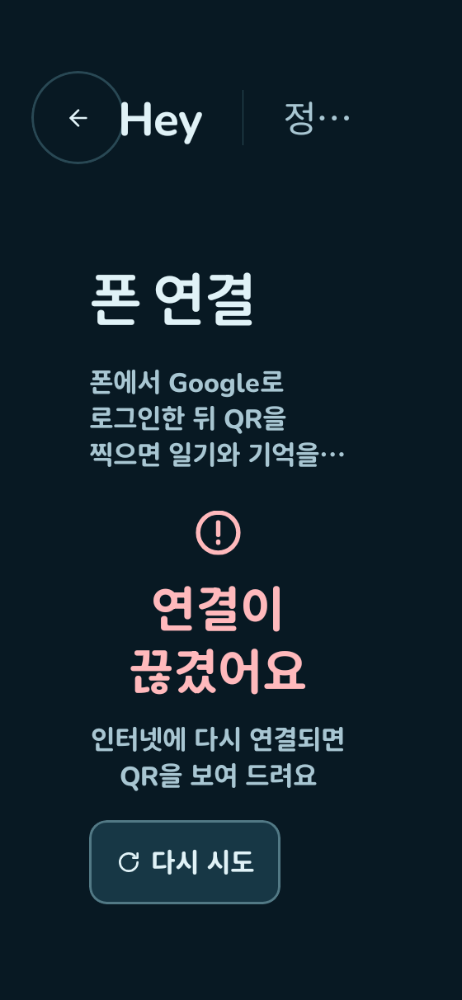 Hey 정…
폰 연결
폰에서 Google로
로그인한 뒤 QR을
찍으면 일기와 기억을…
연결이
끊겼어요
인터넷에 다시 연결되면
QR을 보여 드려요
다시 시도